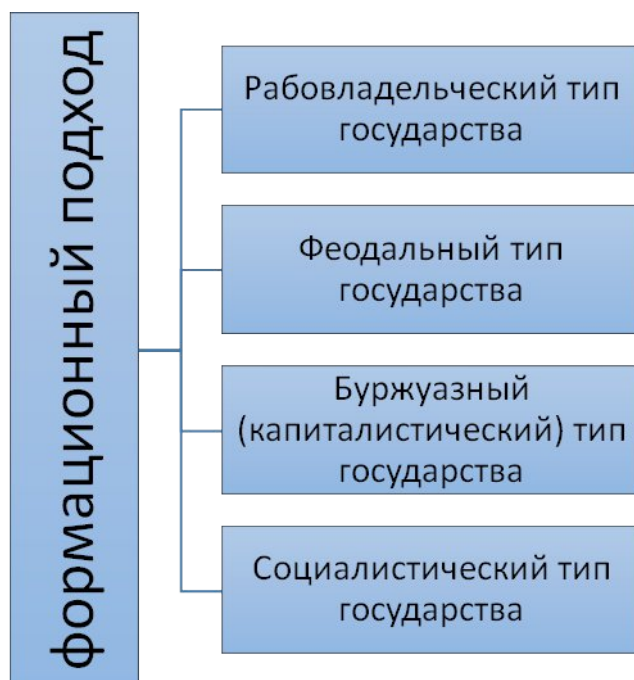 формационный подход
Рабовладельческий тип
государства
Феодальный тип
государства
Буржуазный
(капиталистический) тип
государства
Социалистический тип
государства